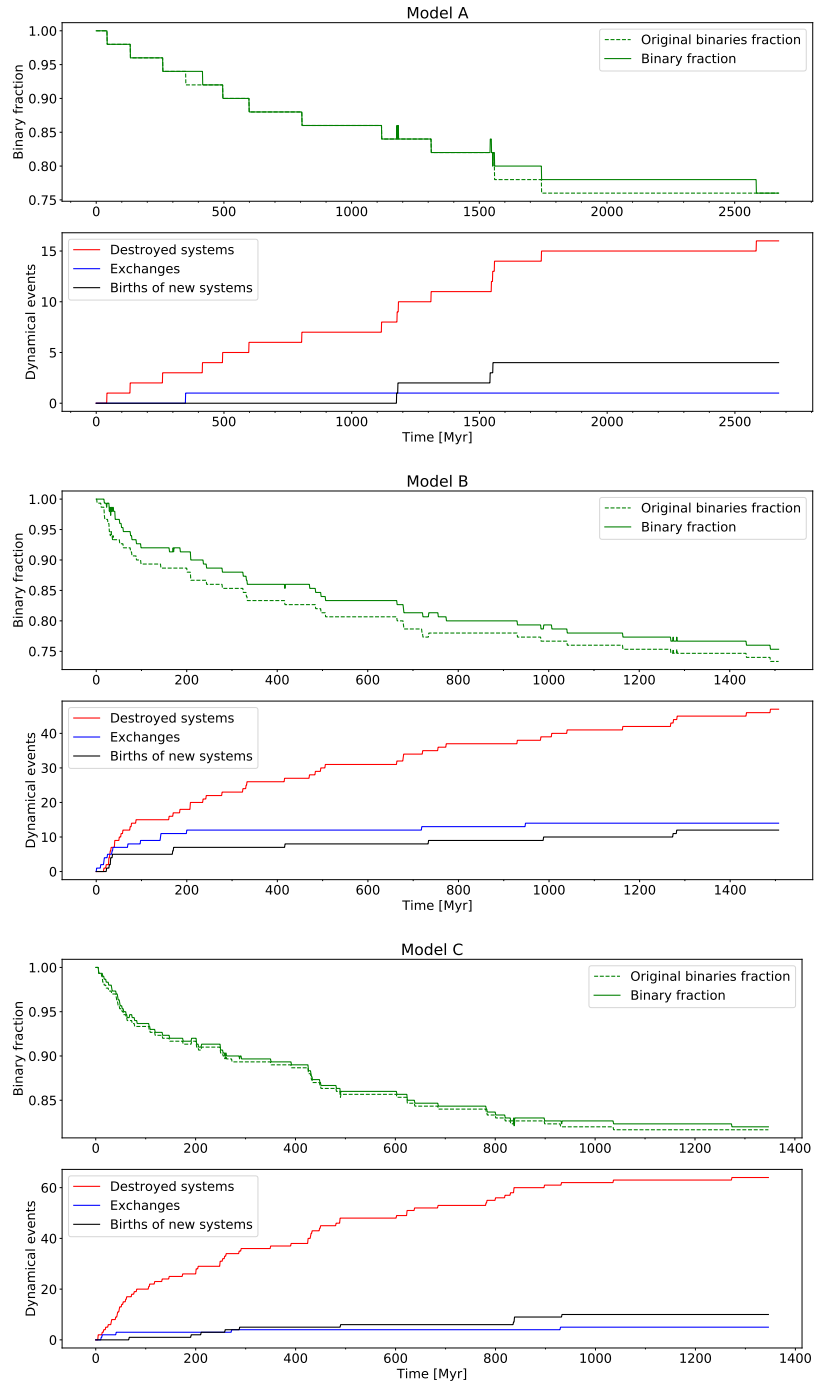 Model A
Binary fraction
1.00
0.95
0.90
0.85
0.80
0.75
Original binaries fraction
Binary fraction
0 500 1000 1500 2000 2500
Dynamical events
15
10
5
0
Destroyed systems
Exchanges
Births of new systems
0 500 1000 1500 2000 2500
Time [Myr]
Model B
Binary fraction
1.00
0.95
0.90
0.85
0.80
0.75
Original binaries fraction
Binary fraction
0 200 400 600 800 1000 1200 1400
Dynamical events
40
30
20
10
0
Destroyed systems
Exchanges
Births of new systems
0 200 400 600 800 1000 1200 1400
Time [Myr]
Model C
Binary fraction
1.00
0.95
0.90
0.85
Original binaries fraction
Binary fraction
0 200 400 600 800 1000 1200 1400
Dynamical events
60
40
20
0
Destroyed systems
Exchanges
Births of new systems
0 200 400 600 800 1000 1200 1400
Time [Myr]